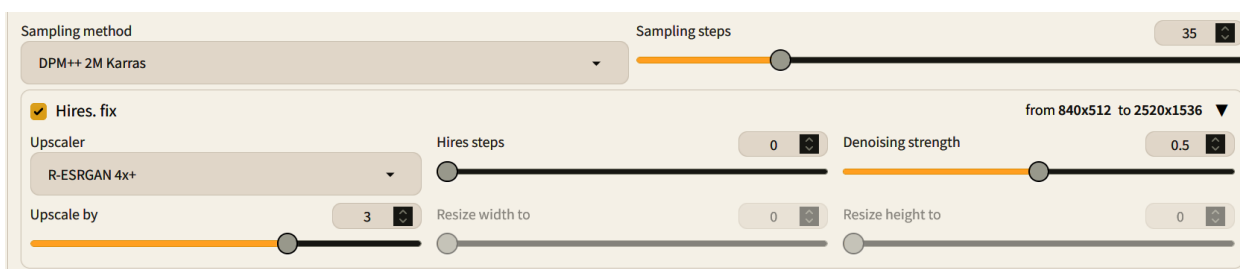 Sampling method
DPM++ 2M Karras
Sampling steps
35
Hires. fix
from 840x512 to 2520x1536
Upscaler
R-ESRGAN 4x+
Hires steps
0
Denoising strength
0.5
Upscale by
3
Resize width to
0
Resize height to
0